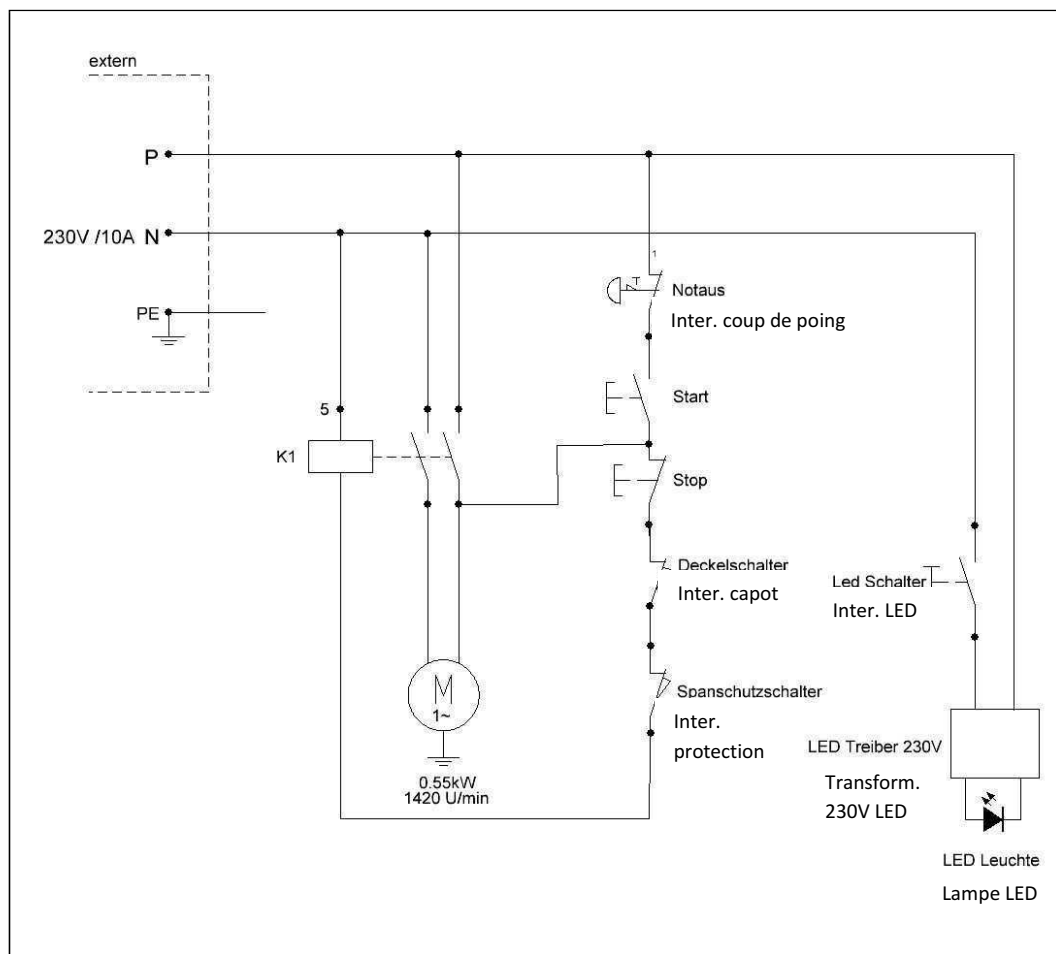 extern
P
230V /10A N
PE
1
Notaus
Inter. coup de poing
Start
5
K1
Stop
Deckelschalter
Inter. capot
Led Schalter
Inter. LED
M
1~
0.55kW
1420 U/min
Spanschutzschalter
Inter.
protection
LED Treiber 230V
Transform.
230V LED
LED Leuchte
Lampe LED